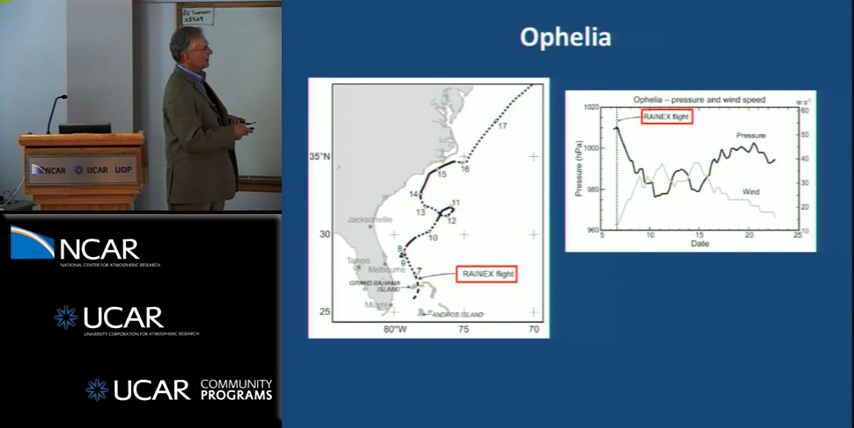 AV Support
x8523
NCAR
UCAR
UOP
NCAR
NATIONAL CENTER FOR ATMOSPHERIC RESEARCH
UCAR
UNIVERSITY CORPORATION FOR ATMOSPHERIC RESEARCH
UCAR COMMUNITY
PROGRAMS
Ophelia
35°N
30
25
80°W
75
70
17
16
15
14
13
12
11
10
9
8
7
Jacksonville
Tampa
Melbourne
GRAND BAHAMA
ISLAND
Miami
ANDROS ISLAND
RAINEX flight
Ophelia – pressure and wind speed
m s-1
RAINEX flight
Pressure
Wind
Pressure (hPa)
1020
1000
980
960
60
50
40
30
20
10
5
10
15
20
25
Date